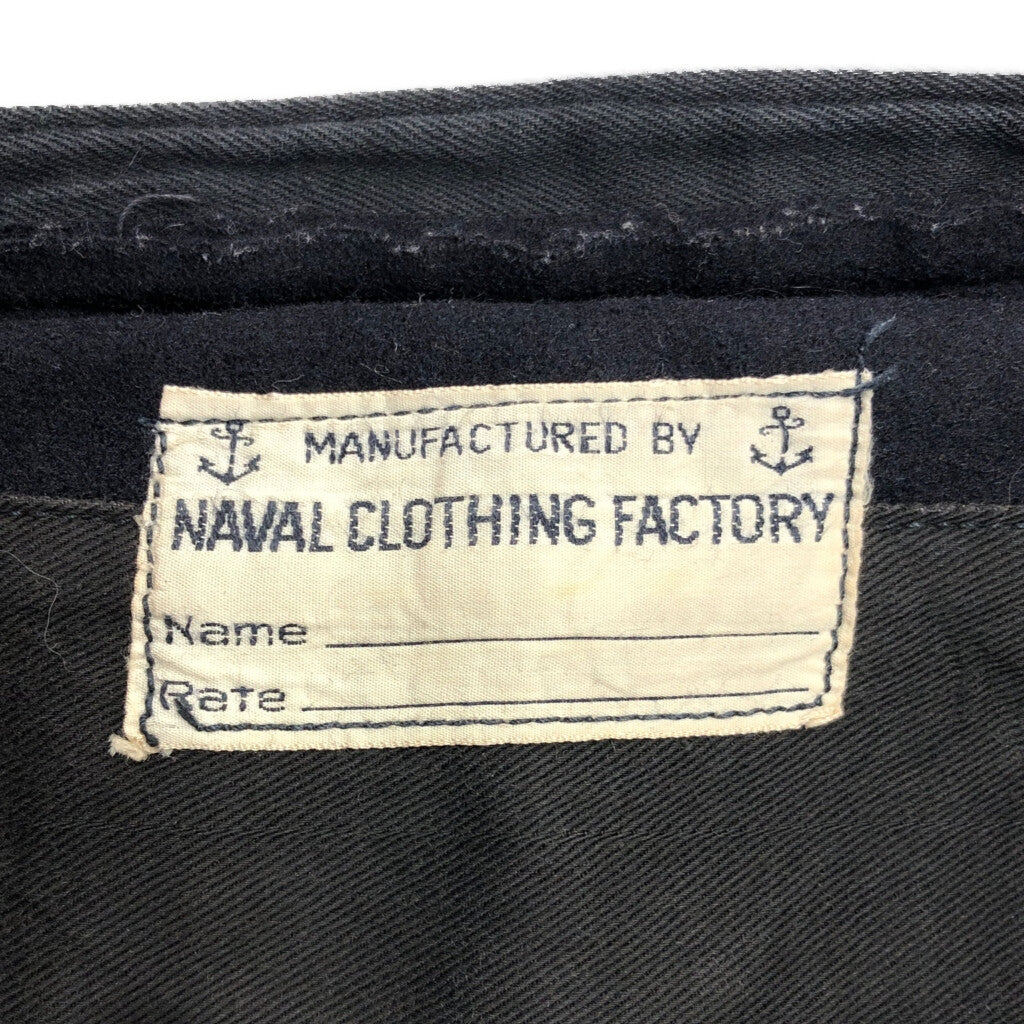 MANUFACTURED BY
NAVAL CLOTHING FACTORY
Name
Rate